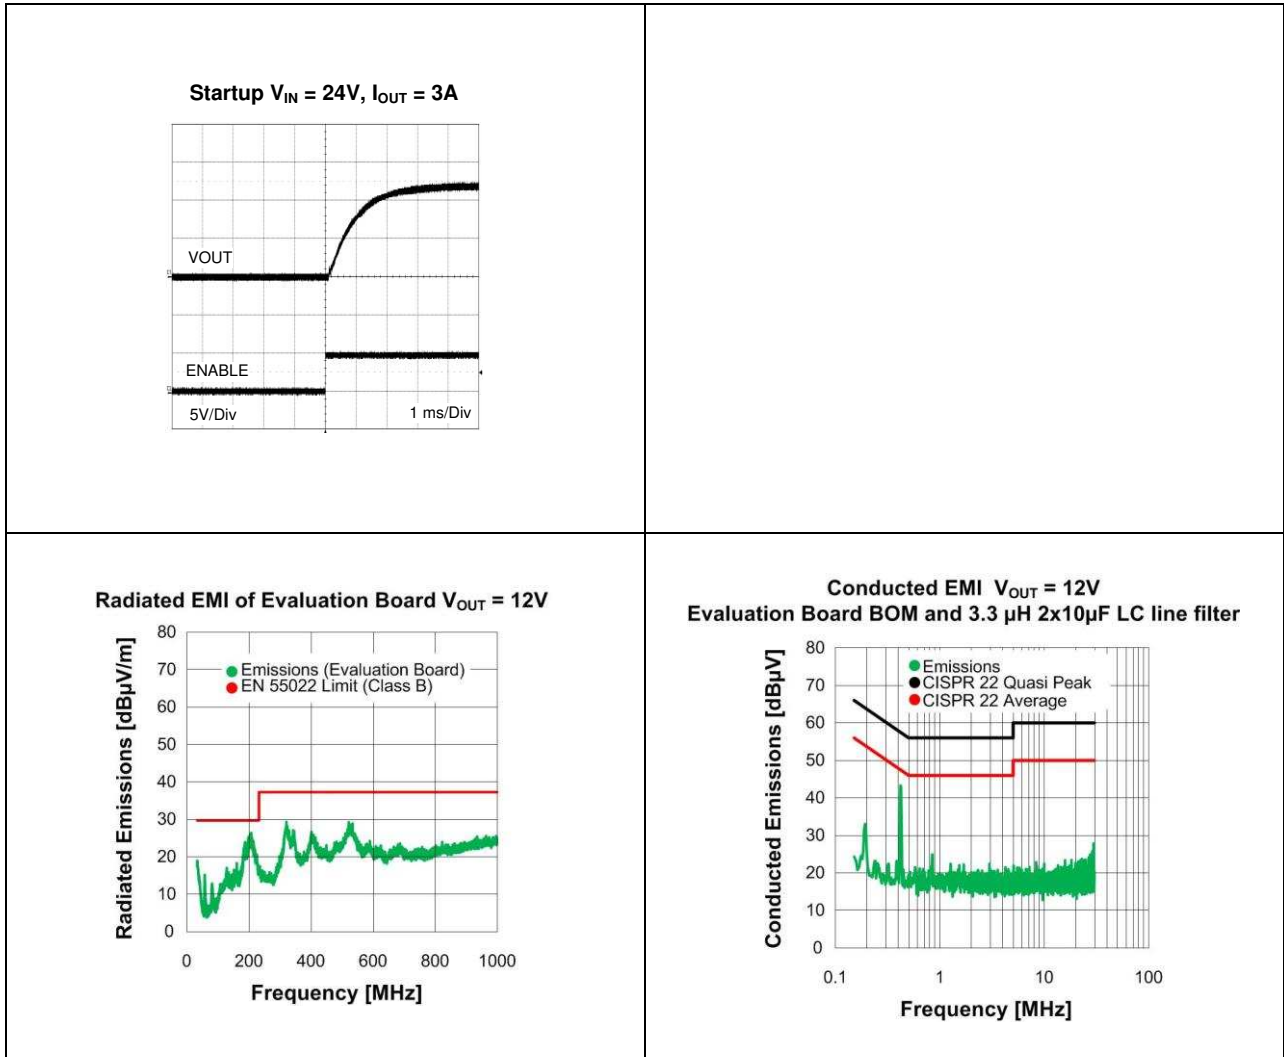 Startup VIN = 24V, IOUT = 3A
VOUT
ENABLE
5V/Div
1 ms/Div
Radiated EMI of Evaluation Board VOUT = 12V
Radiated Emissions [dBµV/m]
80
70
60
50
40
30
20
10
0
Emissions (Evaluation Board)
EN 55022 Limit (Class B)
0
200
400
600
800
1000
Frequency [MHz]
Conducted EMI VOUT = 12V
Evaluation Board BOM and 3.3 µH 2x10µF LC line filter
Conducted Emissions [dBµV]
80
70
60
50
40
30
20
10
0
Emissions
CISPR 22 Quasi Peak
CISPR 22 Average
0.1
1
10
100
Frequency [MHz]